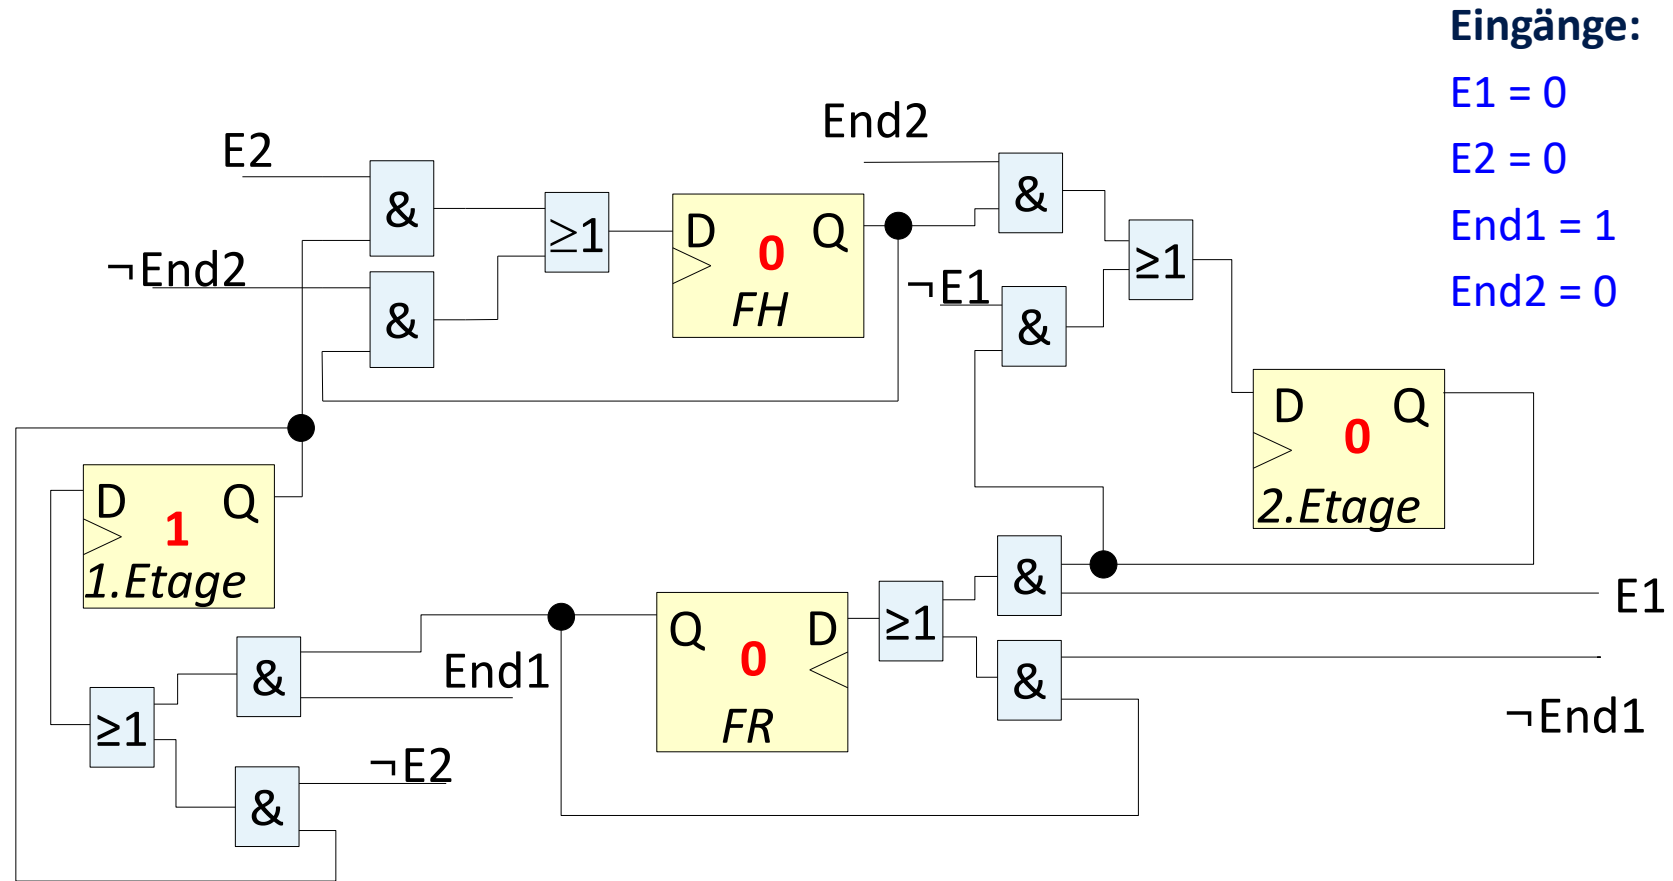 Eingänge:
E1 = 0
E2 = 0
End1 = 1
End2 = 0
E2
&
¬End2
&
≥1
D 0 Q
FH
End2
&
¬E1
&
≥1
D 0 Q
2.Etage
D 1 Q
1.Etage
&
End1
≥1
¬E2
&
Q 0 D
FR
≥1
&
E1
&
¬End1